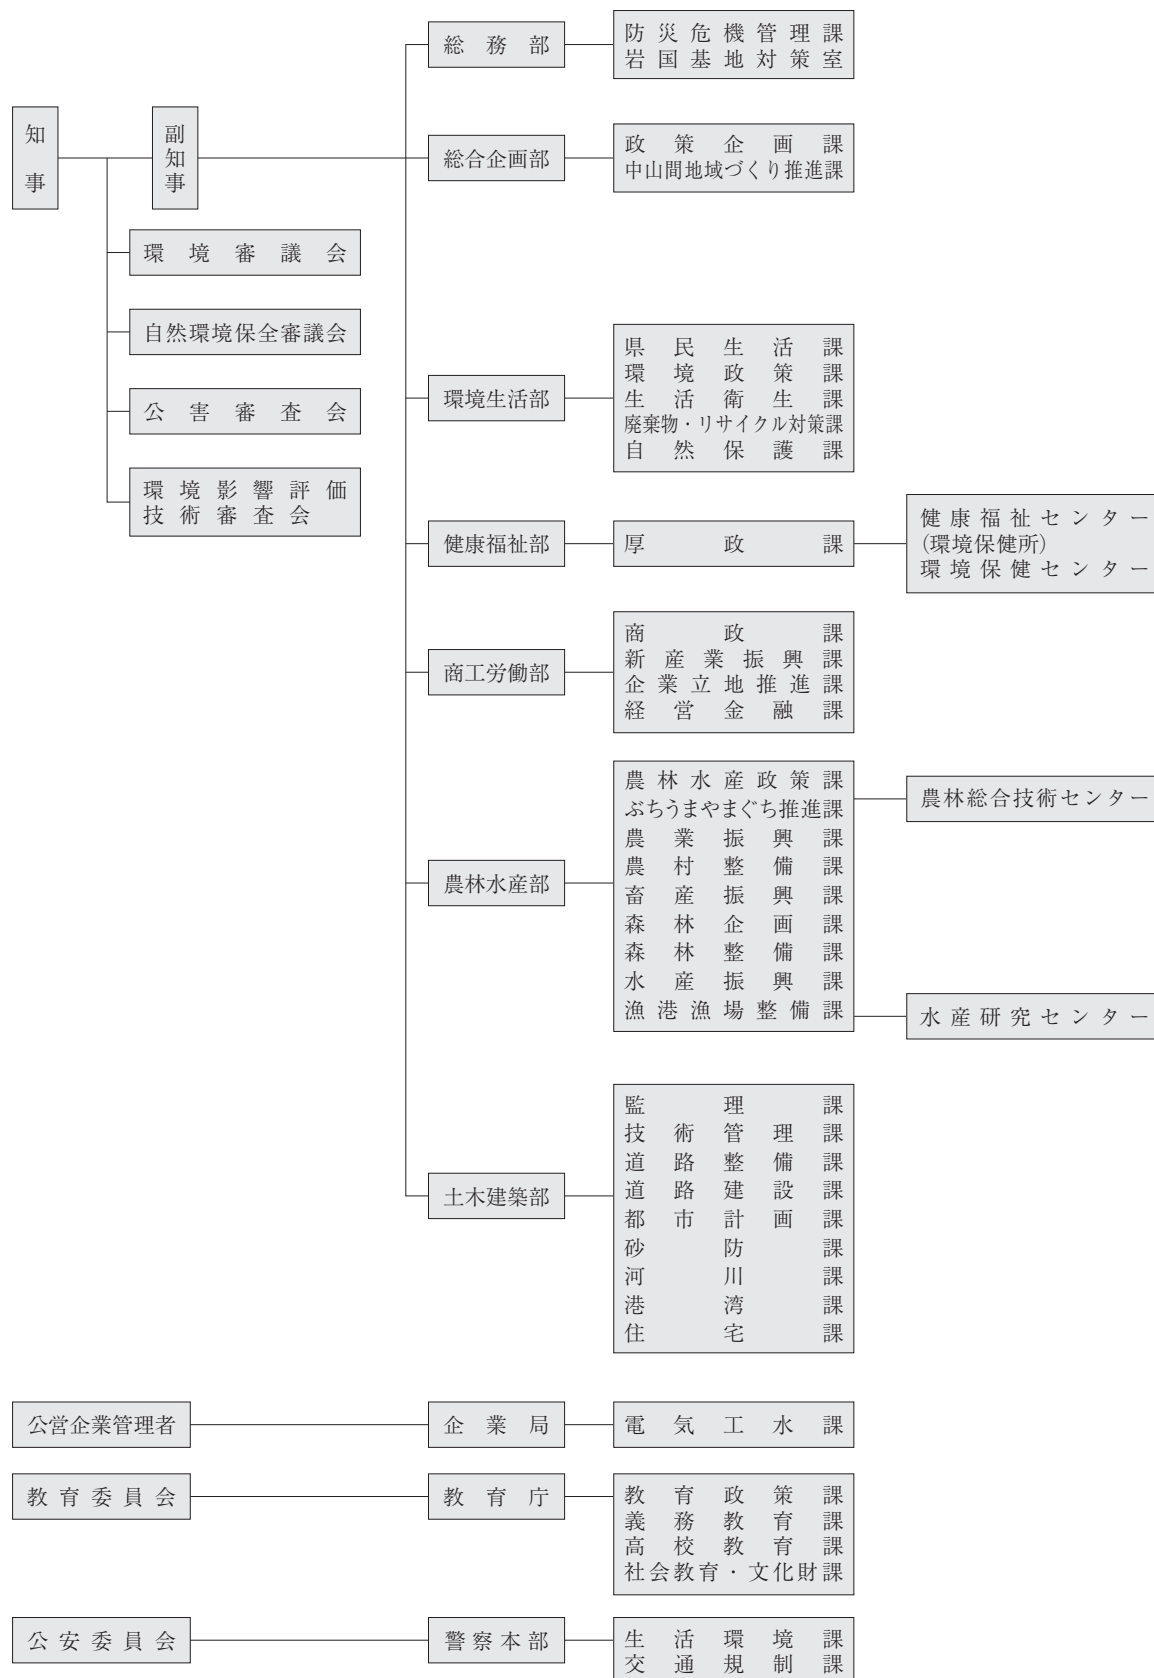 知事
副知事
環境審議会
自然環境保全審議会
公害審査会
環境影響評価
技術審査会
総務部
防災危機管理課
岩国基地対策室
総合企画部
政策企画課
中山間地域づくり推進課
環境生活部
県民生活課
環境政策課
生活衛生課
廃棄物・リサイクル対策課
自然保護課
健康福祉部
厚政課
健康福祉センター
(環境保健所)
環境保健センター
商工労働部
商政課
新産業振興課
企業立地推進課
経営金融課
農林水産部
農林水産政策課
ぶちうまやまぐち推進課
農業振興課
農村整備課
畜産振興課
森林企画課
森林整備課
水産振興課
漁港漁場整備課
農林総合技術センター
水産研究センター
土木建築部
監理課
技術管理課
道路整備課
道路建設課
都市計画課
砂防課
河川課
港湾課
住宅課
公営企業管理者
企業局
電気工水課
教育委員会
教育庁
教育政策課
義務教育課
高校教育課
社会教育・文化財課
公安委員会
警察本部
生活環境課
交通規制課